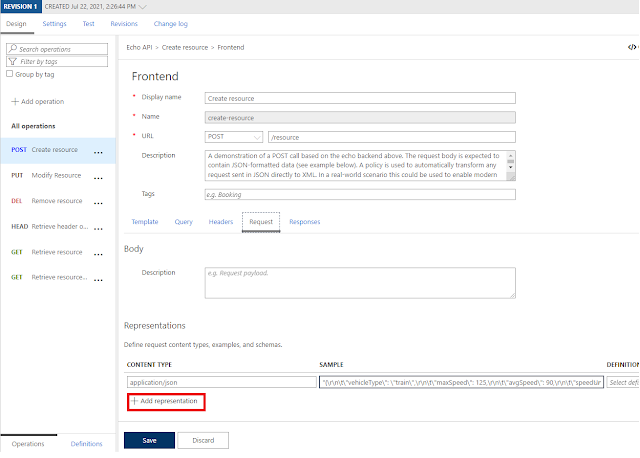 REVISION 1 CREATED Jul 22, 2021, 2:26:44 PM
Design Settings Test Revisions Change log
Search operations
Filter by tags
Group by tag
+ Add operation
All operations
POST Create resource ...
PUT Modify Resource ...
DEL Remove resource ...
HEAD Retrieve header o... ...
GET Retrieve resource ...
GET Retrieve resource... ...
Operations Definitions
Echo API > Create resource > Frontend </>
Frontend
* Display name Create resource
* Name create-resource
* URL POST /resource
Description A demonstration of a POST call based on the echo backend above. The request body is expected to
contain JSON-formatted data (see example below). A policy is used to automatically transform any
request sent in JSON directly to XML. In a real-world scenario this could be used to enable modern
Tags e.g. Booking
Template Query Headers Request Responses
Body
Description e.g. Request payload.
Representations
Define request content types, examples, and schemas.
CONTENT TYPE SAMPLE DEFINITION
application/json "{\r\n\t\"vehicleType\": \"train\",\r\n\t\"maxSpeed\": 125,\r\n\t\"avgSpeed\": 90,\r\n\t\"speedUr Select def
+ Add representation
Save Discard